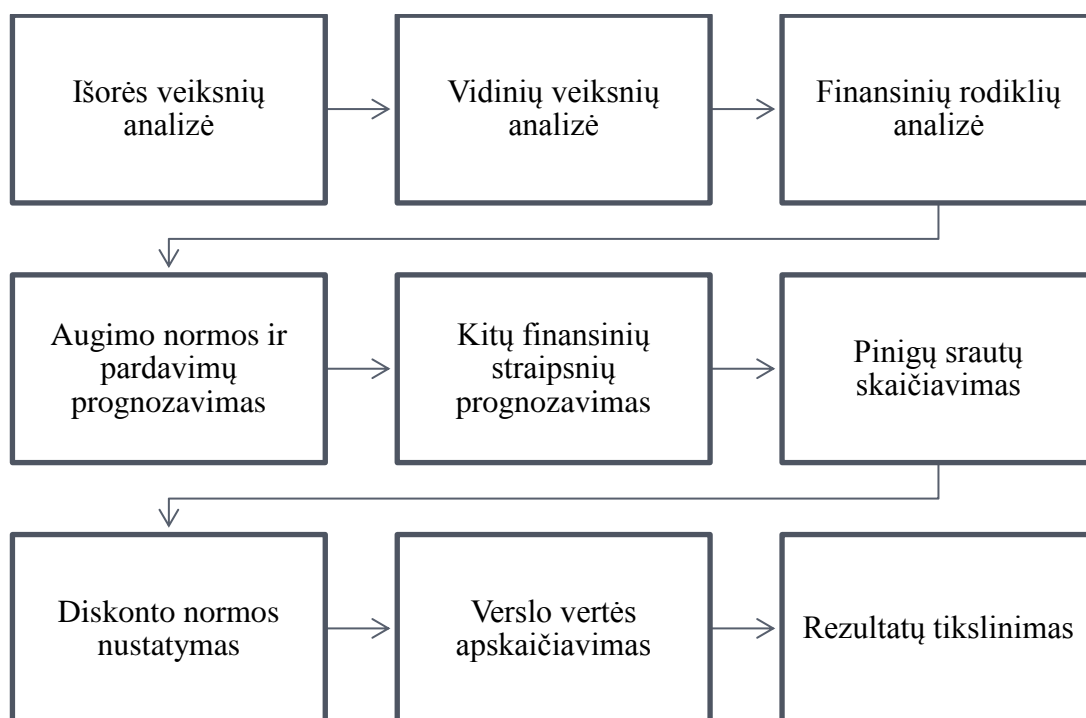 Išorės veiksnių
analizė
Vidinių veiksnių
analizė
Finansinių rodiklių
analizė
Augimo normos ir
pardavimų
prognozavimas
Kitų finansinių
straipsnių
prognozavimas
Pinigų srautų
skaičiavimas
Diskonto normos
nustatymas
Verslo vertės
apskaičiavimas
Rezultatų tikslinimas